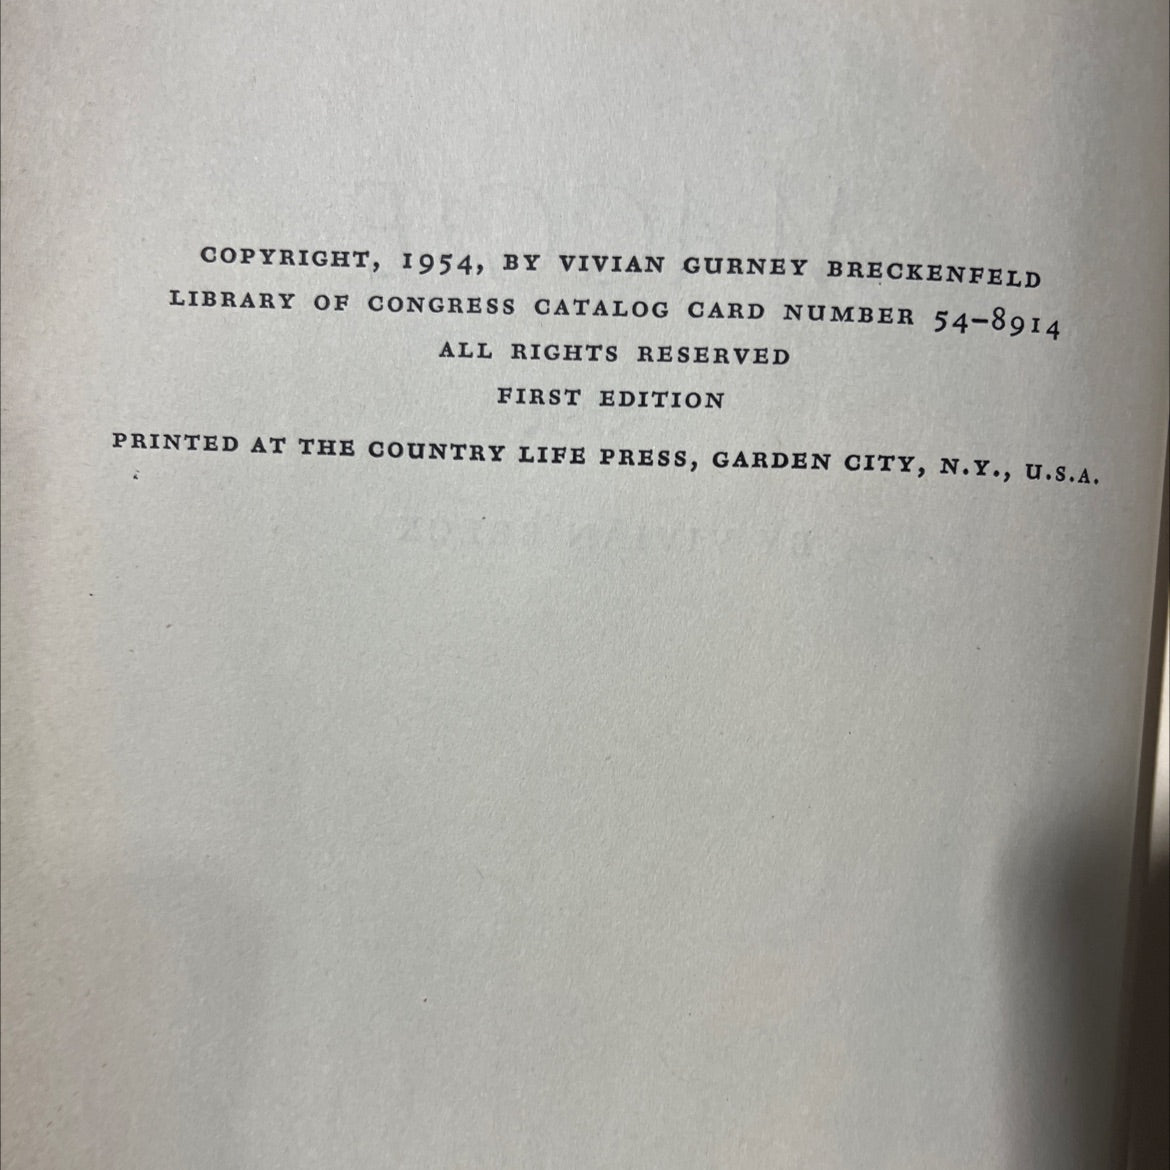 COPYRIGHT, 1954, BY VIVIAN GURNEY BRECKENFELD
LIBRARY OF CONGRESS CATALOG CARD NUMBER 54–8914
ALL RIGHTS RESERVED
FIRST EDITION
PRINTED AT THE COUNTRY LIFE PRESS, GARDEN CITY, N.Y., U.S.A.